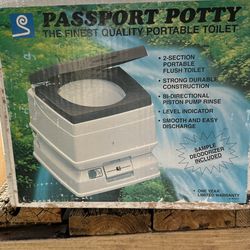 PASSPORT POTTY
THE FINEST QUALITY PORTABLE TOILET
• 2-SECTION
PORTABLE
FLUSH TOILET
• STRONG DURABLE
CONSTRUCTION
• BI-DIRECTIONAL
PISTON PUMP RINSE
• LEVEL INDICATOR
• SMOOTH AND EASY
DISCHARGE
SAMPLE
DEODORIZER
INCLUDED
• ONE YEAR
LIMITED WARRANTY